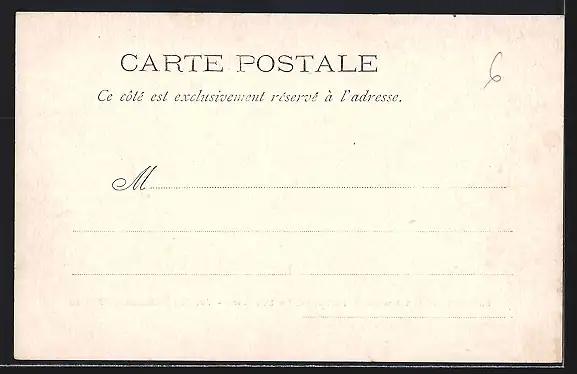 CARTE POSTALE
6
Ce côté est exclusivement réservé à l'adresse.
M